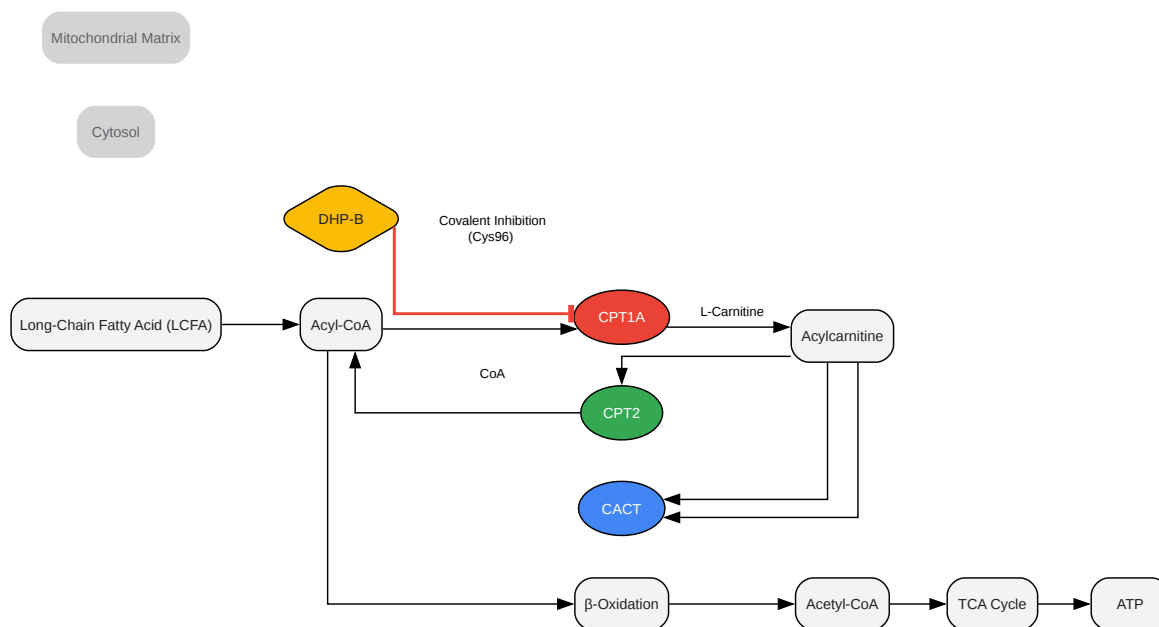 Mitochondrial Matrix
Cytosol
DHP-B
Covalent Inhibition
(Cys96)
Long-Chain Fatty Acid (LCFA)
Acyl-CoA
CPT1A
L-Carnitine
Acylcarnitine
CoA
CPT2
CACT
β-Oxidation
Acetyl-CoA
TCA Cycle
ATP